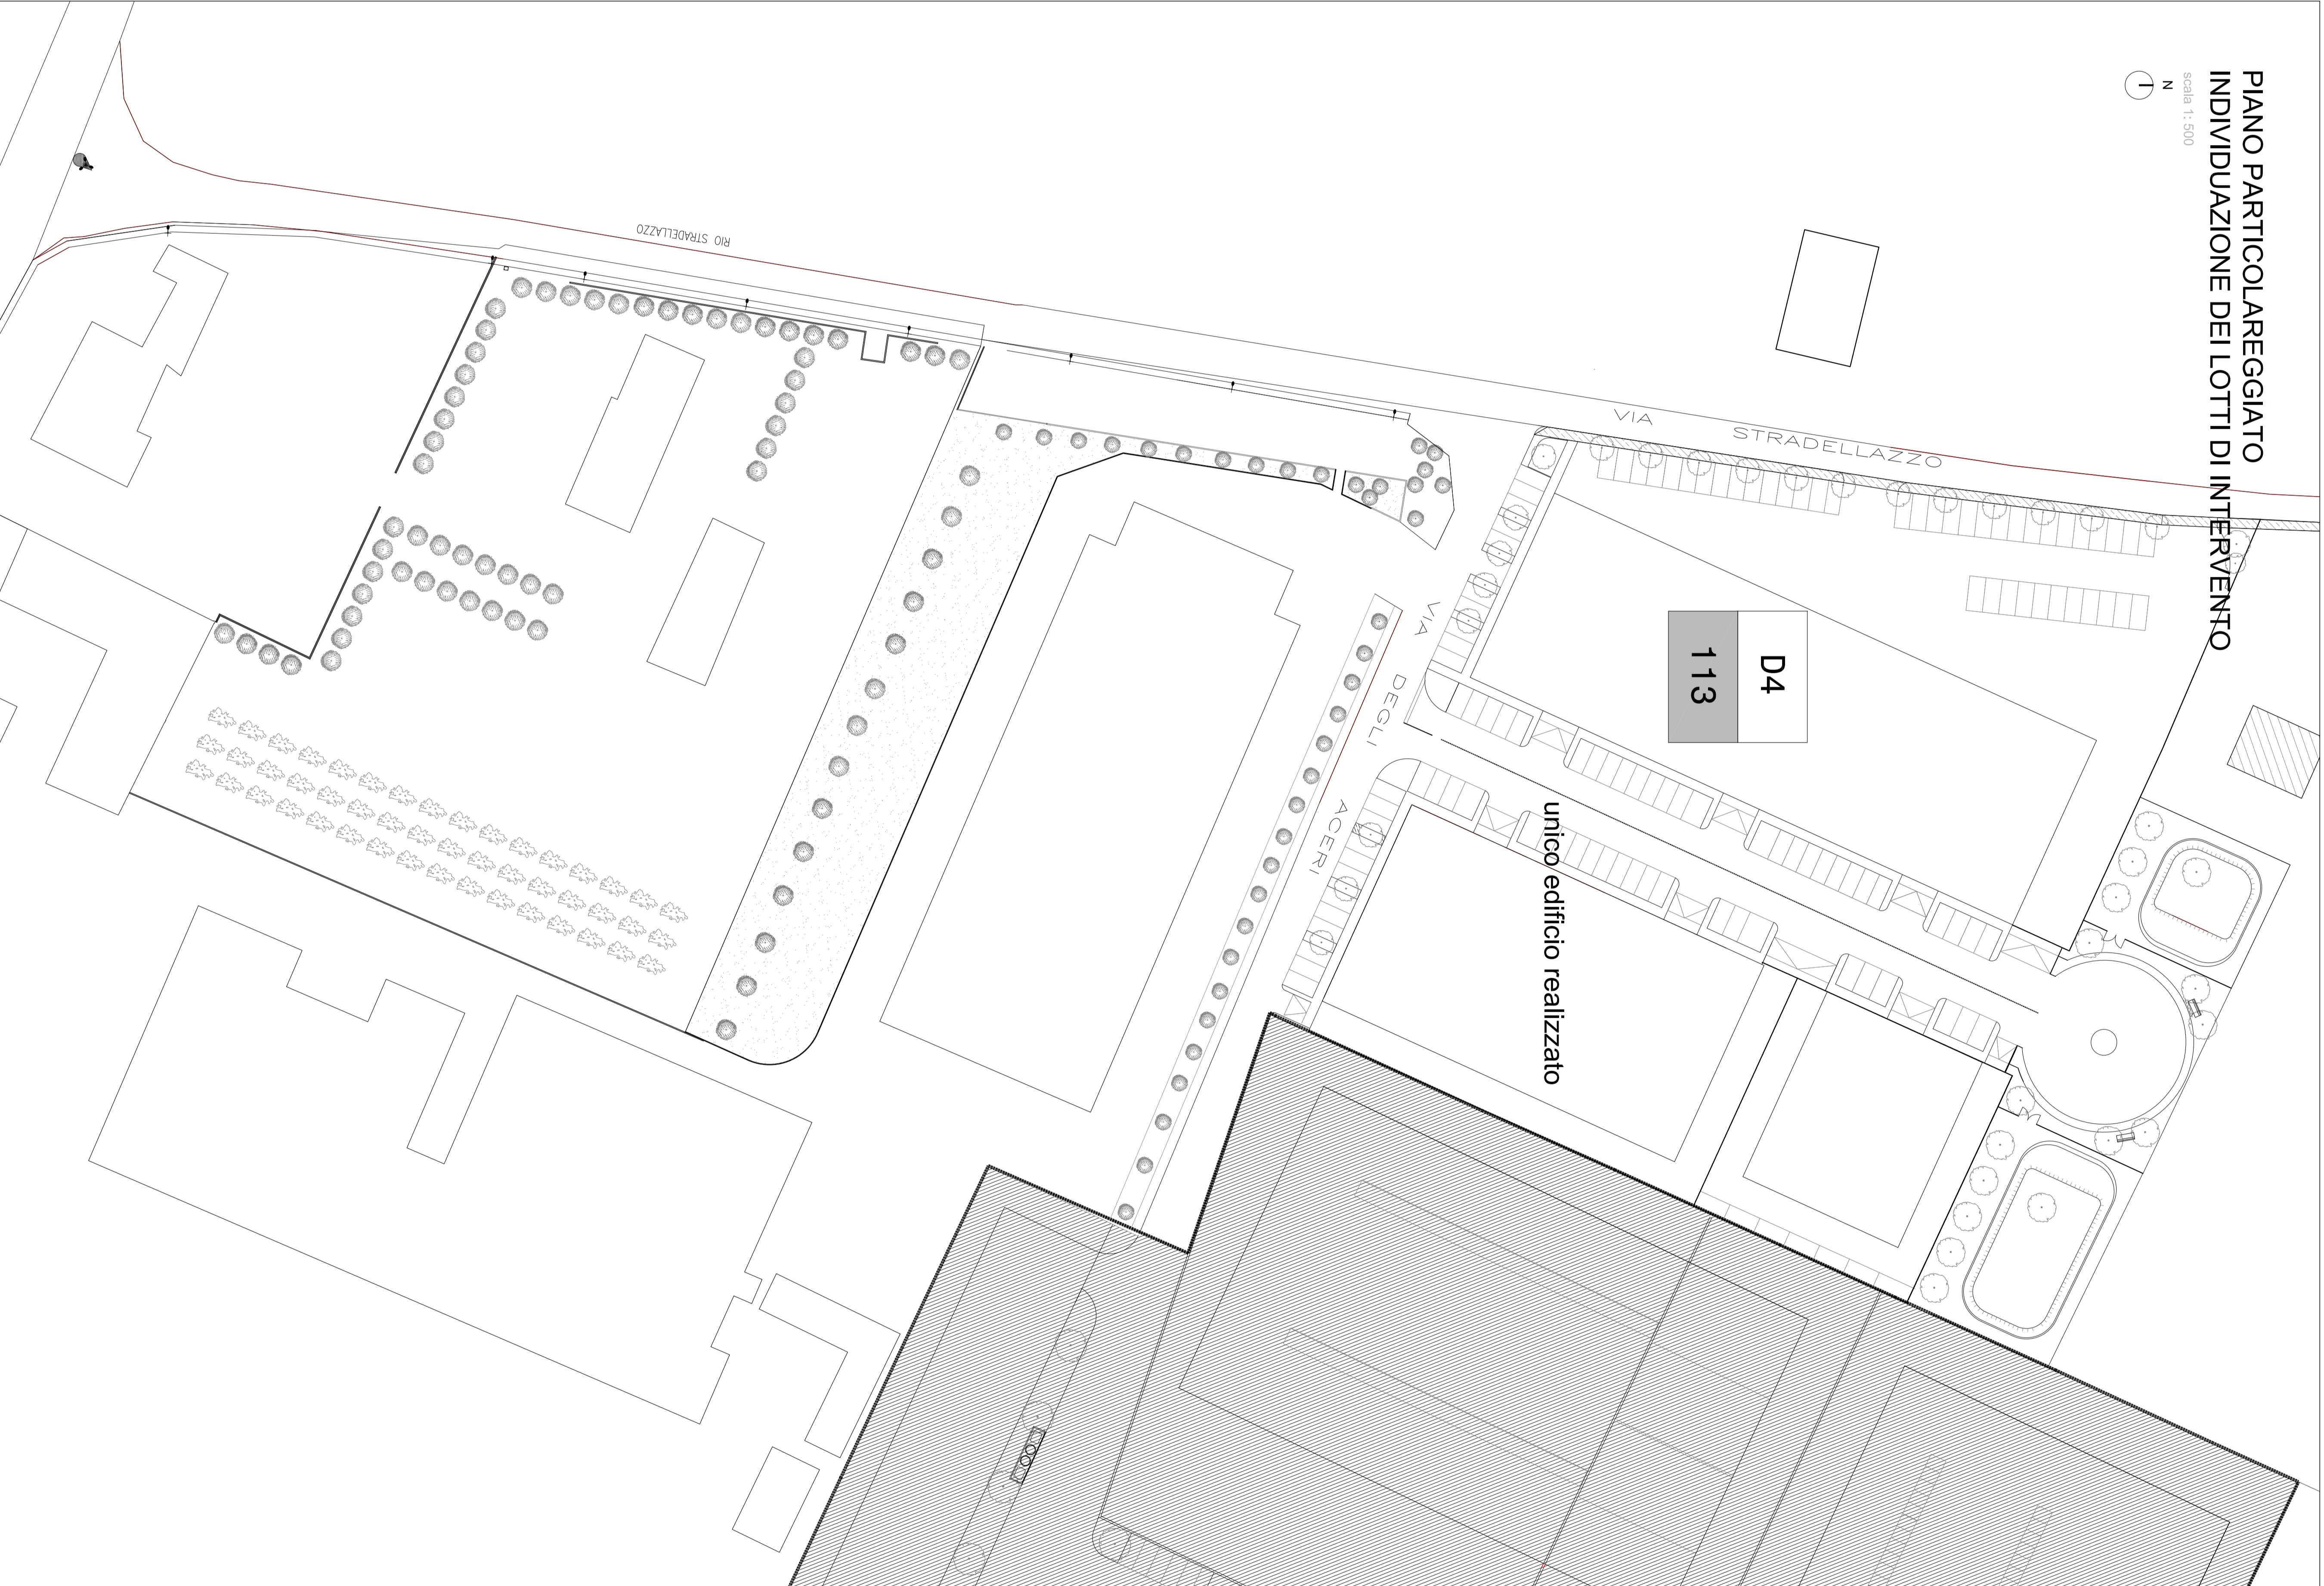 PIANO PARTICOLAREGGIATO
INDIVIDUAZIONE DEI LOTTI DI INTERVENTO
scala 1: 500
N
RIO STRADELLAZZO
VIA STRADELLAZZO
D4
113
VIA DEGLI ACERI
unico edificio realizzato